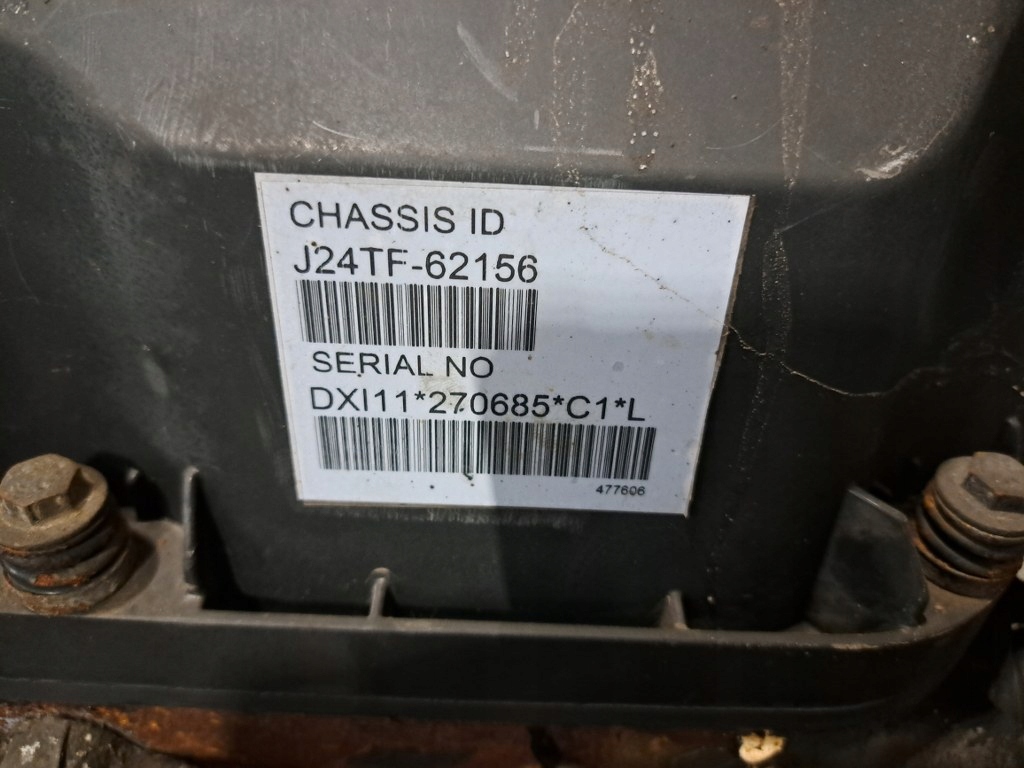 CHASSIS ID
J24TF-62156
SERIAL NO
DXI11*270685*C1*L
477606